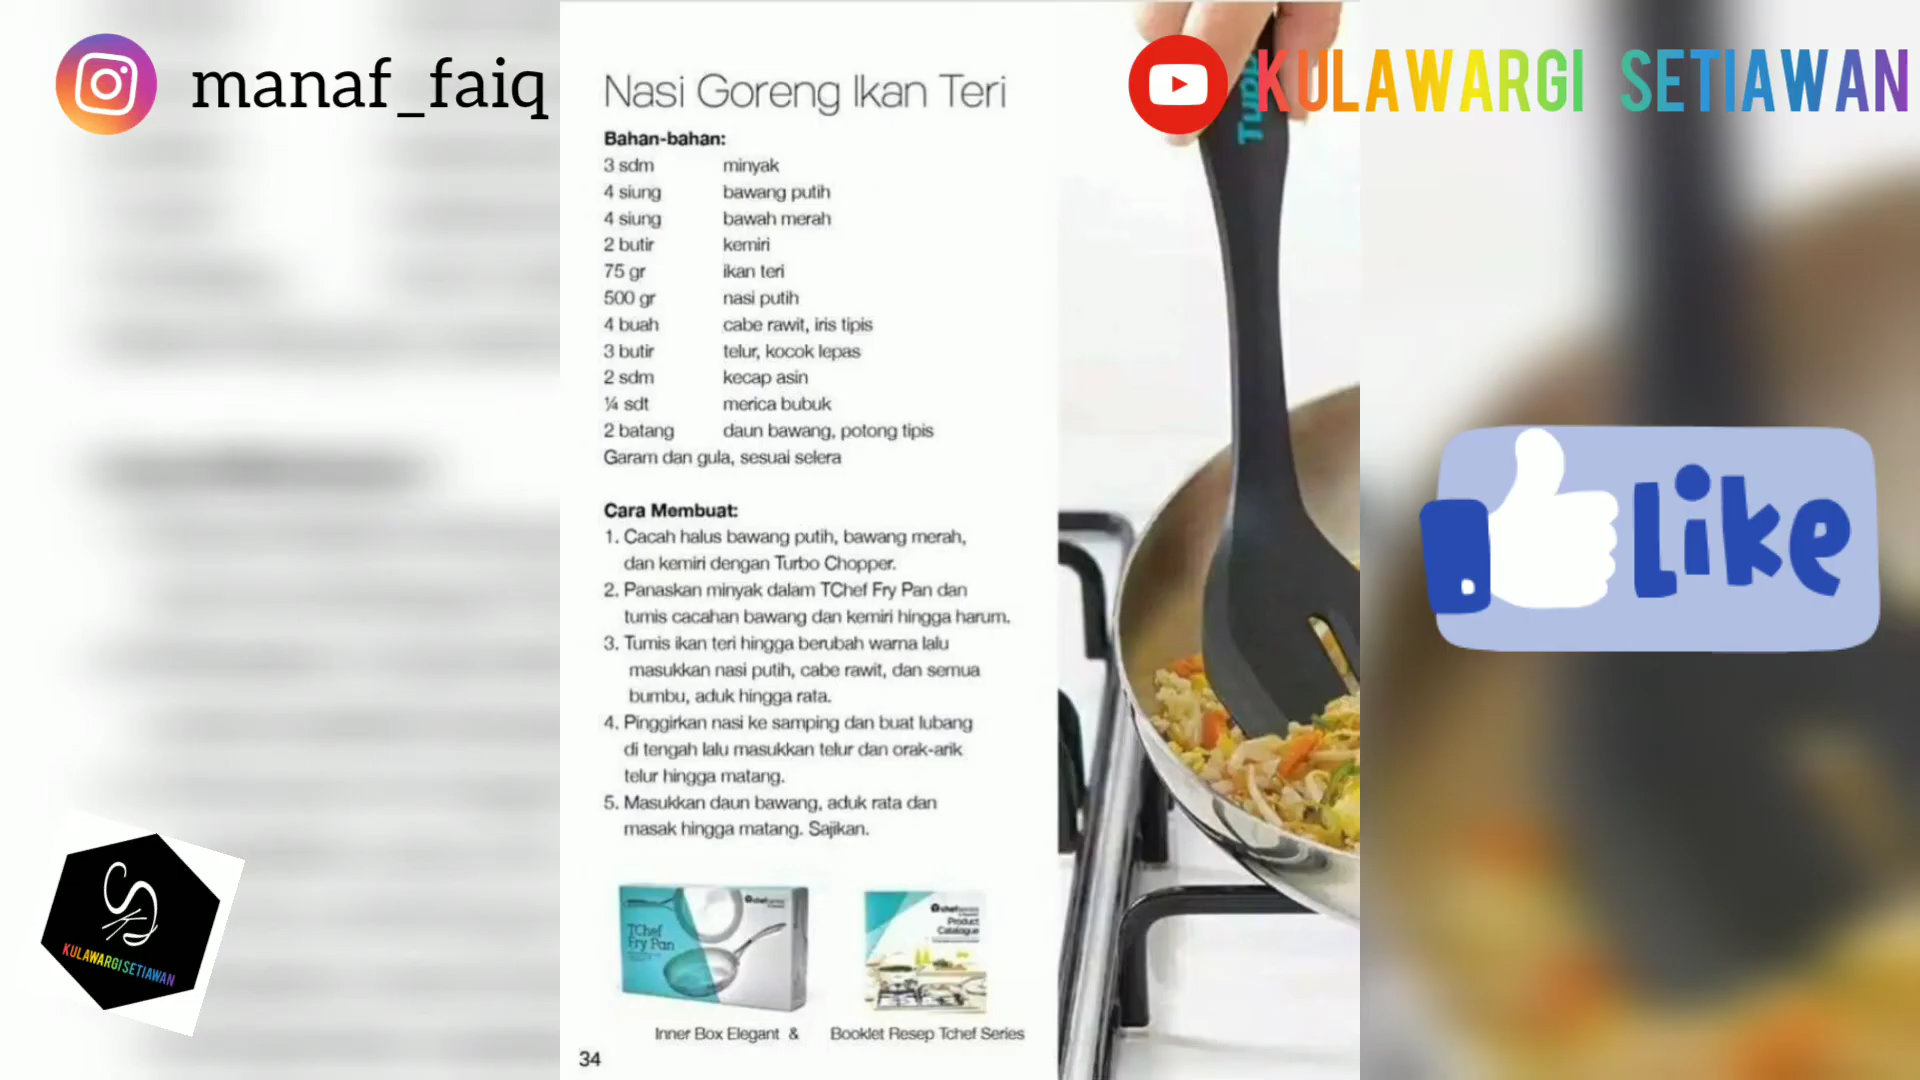 manaf_faiq
KULAWARGI SETIAWAN
Nasi Goreng Ikan Teri
Bahan-bahan:
3 sdm minyak
4 siung bawang putih
4 siung bawah merah
2 butir kemiri
75 gr ikan teri
500 gr nasi putih
4 buah cabe rawit, iris tipis
3 butir telur, kocok lepas
2 sdm kecap asin
¼ sdt merica bubuk
2 batang daun bawang, potong tipis
Garam dan gula, sesuai selera
Cara Membuat:
1. Cacah halus bawang putih, bawang merah,
dan kemiri dengan Turbo Chopper.
2. Panaskan minyak dalam TChef Fry Pan dan
tumis cacahan bawang dan kemiri hingga harum.
3. Tumis ikan teri hingga berubah warna lalu
masukkan nasi putih, cabe rawit, dan semua
bumbu, aduk hingga rata.
4. Pinggirkan nasi ke samping dan buat lubang
di tengah lalu masukkan telur dan orak-arik
telur hingga matang.
5. Masukkan daun bawang, aduk rata dan
masak hingga matang. Sajikan.
TChef
Fry Pan
chef
Product
Catalogue
Inner Box Elegant & Booklet Resep Tchef Series
34
Tupp
Like
KULAWARGI SETIAWAN